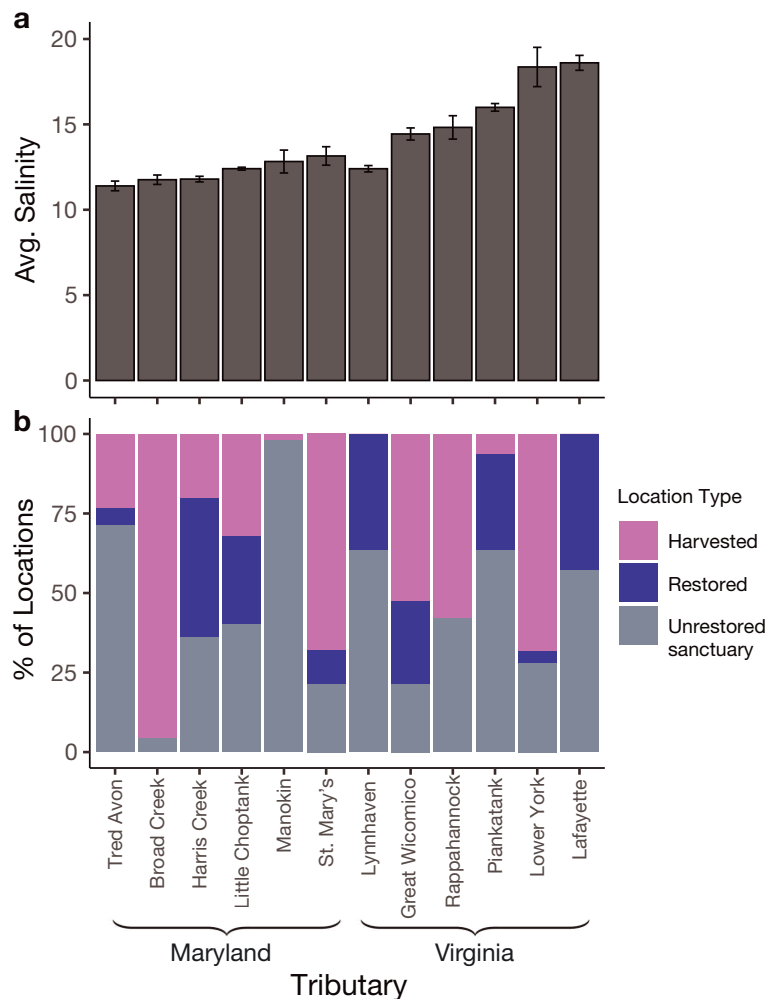 a
20
15
10
5
0
Avg. Salinity
b
100
75
50
25
0
% of Locations
Location Type
Harvested
Restored
Unrestored
sanctuary
Tred Avon
Broad Creek
Harris Creek
Little Choptank
Manokin
St. Mary's
Lynnhaven
Great Wicomico
Rappahannock
Piankatank
Lower York
Lafayette
Maryland
Virginia
Tributary